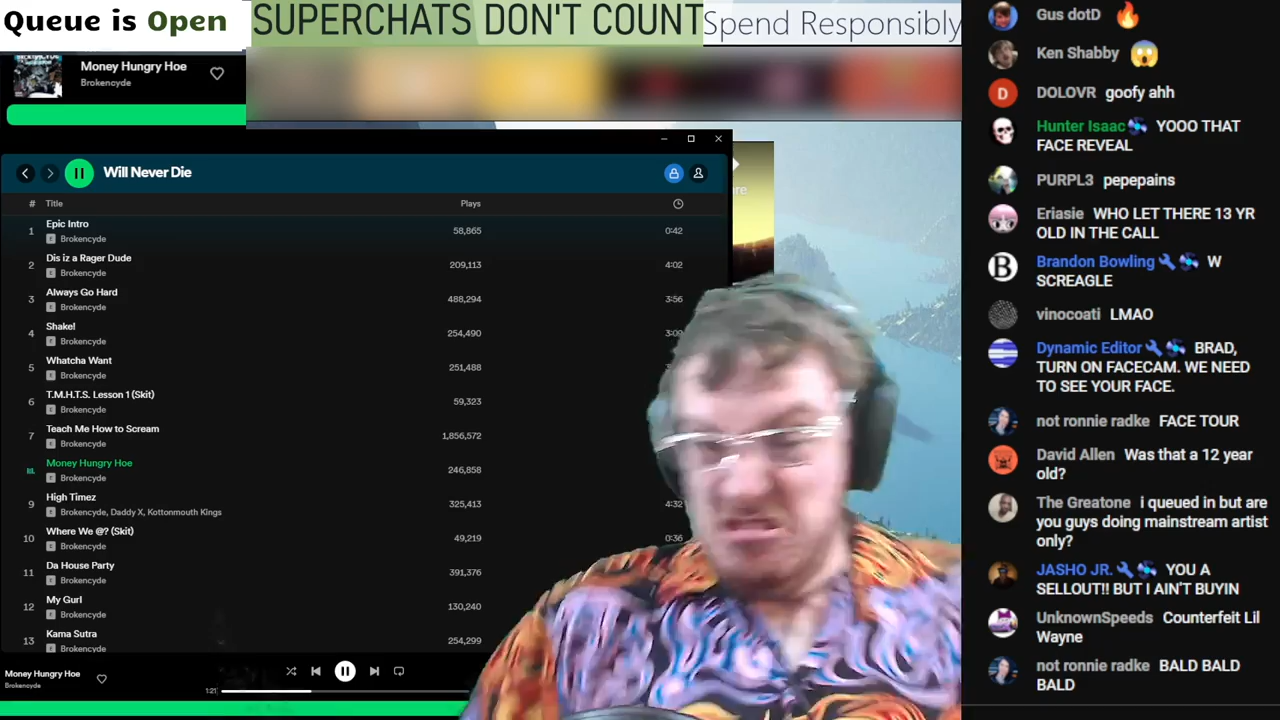 Queue is Open
SUPERCHATS DON'T COUNT
Spend Responsibly
Money Hungry Hoe
Brokencyde
Will Never Die
# Title Plays
1 Epic Intro 58,865 0:42
E Brokencyde
2 Dis iz a Rager Dude 209,113 4:02
E Brokencyde
3 Always Go Hard 488,294 3:56
E Brokencyde
4 Shake! 254,490 3:09
E Brokencyde
5 Whatcha Want 251,488
E Brokencyde
6 T.M.H.T.S. Lesson 1 (Skit) 59,323
E Brokencyde
7 Teach Me How to Scream 1,856,572
E Brokencyde
Money Hungry Hoe 246,858
E Brokencyde
9 High Timez 325,413 4:32
E Brokencyde, Daddy X, Kottonmouth Kings
10 Where We @? (Skit) 49,219 0:36
E Brokencyde
11 Da House Party 391,376
E Brokencyde
12 My Gurl 130,240
E Brokencyde
13 Kama Sutra 254,299
E Brokencyde
Money Hungry Hoe
Brokencyde
1:21
Gus dotD 🔥
Ken Shabby 😱
D DOLOVR goofy ahh
Hunter Isaac YOOO THAT
FACE REVEAL
PURPL3 pepepains
Eriasie WHO LET THERE 13 YR
OLD IN THE CALL
B Brandon Bowling W
SCREAGLE
vinocoati LMAO
Dynamic Editor BRAD,
TURN ON FACECAM. WE NEED
TO SEE YOUR FACE.
not ronnie radke FACE TOUR
David Allen Was that a 12 year
old?
The Greatone i queued in but are
you guys doing mainstream artist
only?
JASHO JR. YOU A
SELLOUT!! BUT I AIN'T BUYIN
UnknownSpeeds Counterfeit Lil
Wayne
not ronnie radke BALD BALD
BALD